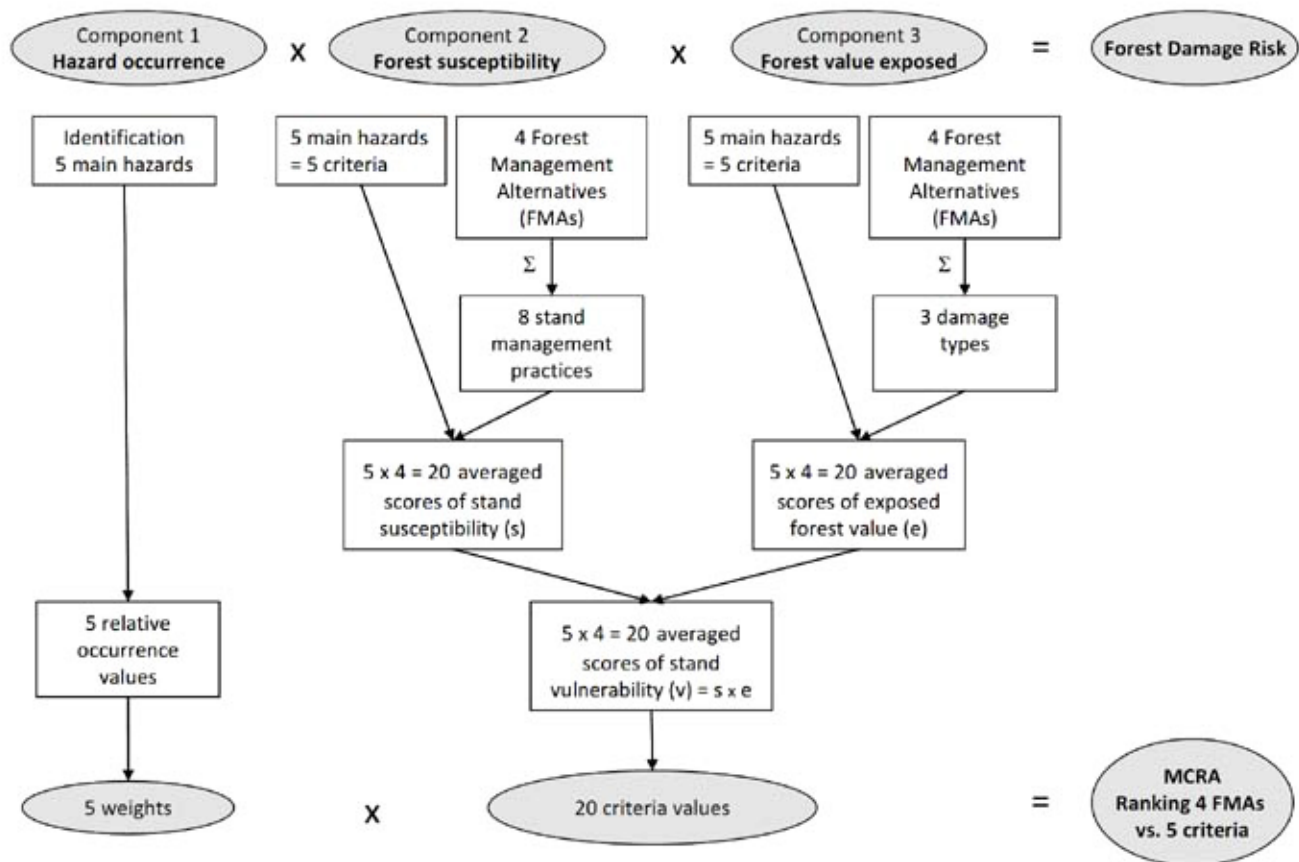 Component 1
Hazard occurrence
x
Component 2
Forest susceptibility
x
Component 3
Forest value exposed
=
Forest Damage Risk
Identification
5 main hazards
5 main hazards
= 5 criteria
4 Forest
Management
Alternatives
(FMAs)
5 main hazards
= 5 criteria
4 Forest
Management
Alternatives
(FMAs)
Σ
Σ
8 stand
management
practices
3 damage
types
5 x 4 = 20 averaged
scores of stand
susceptibility (s)
5 x 4 = 20 averaged
scores of exposed
forest value (e)
5 relative
occurrence
values
5 x 4 = 20 averaged
scores of stand
vulnerability (v) = s x e
5 weights
x
20 criteria values
=
MCRA
Ranking 4 FMAs
vs. 5 criteria